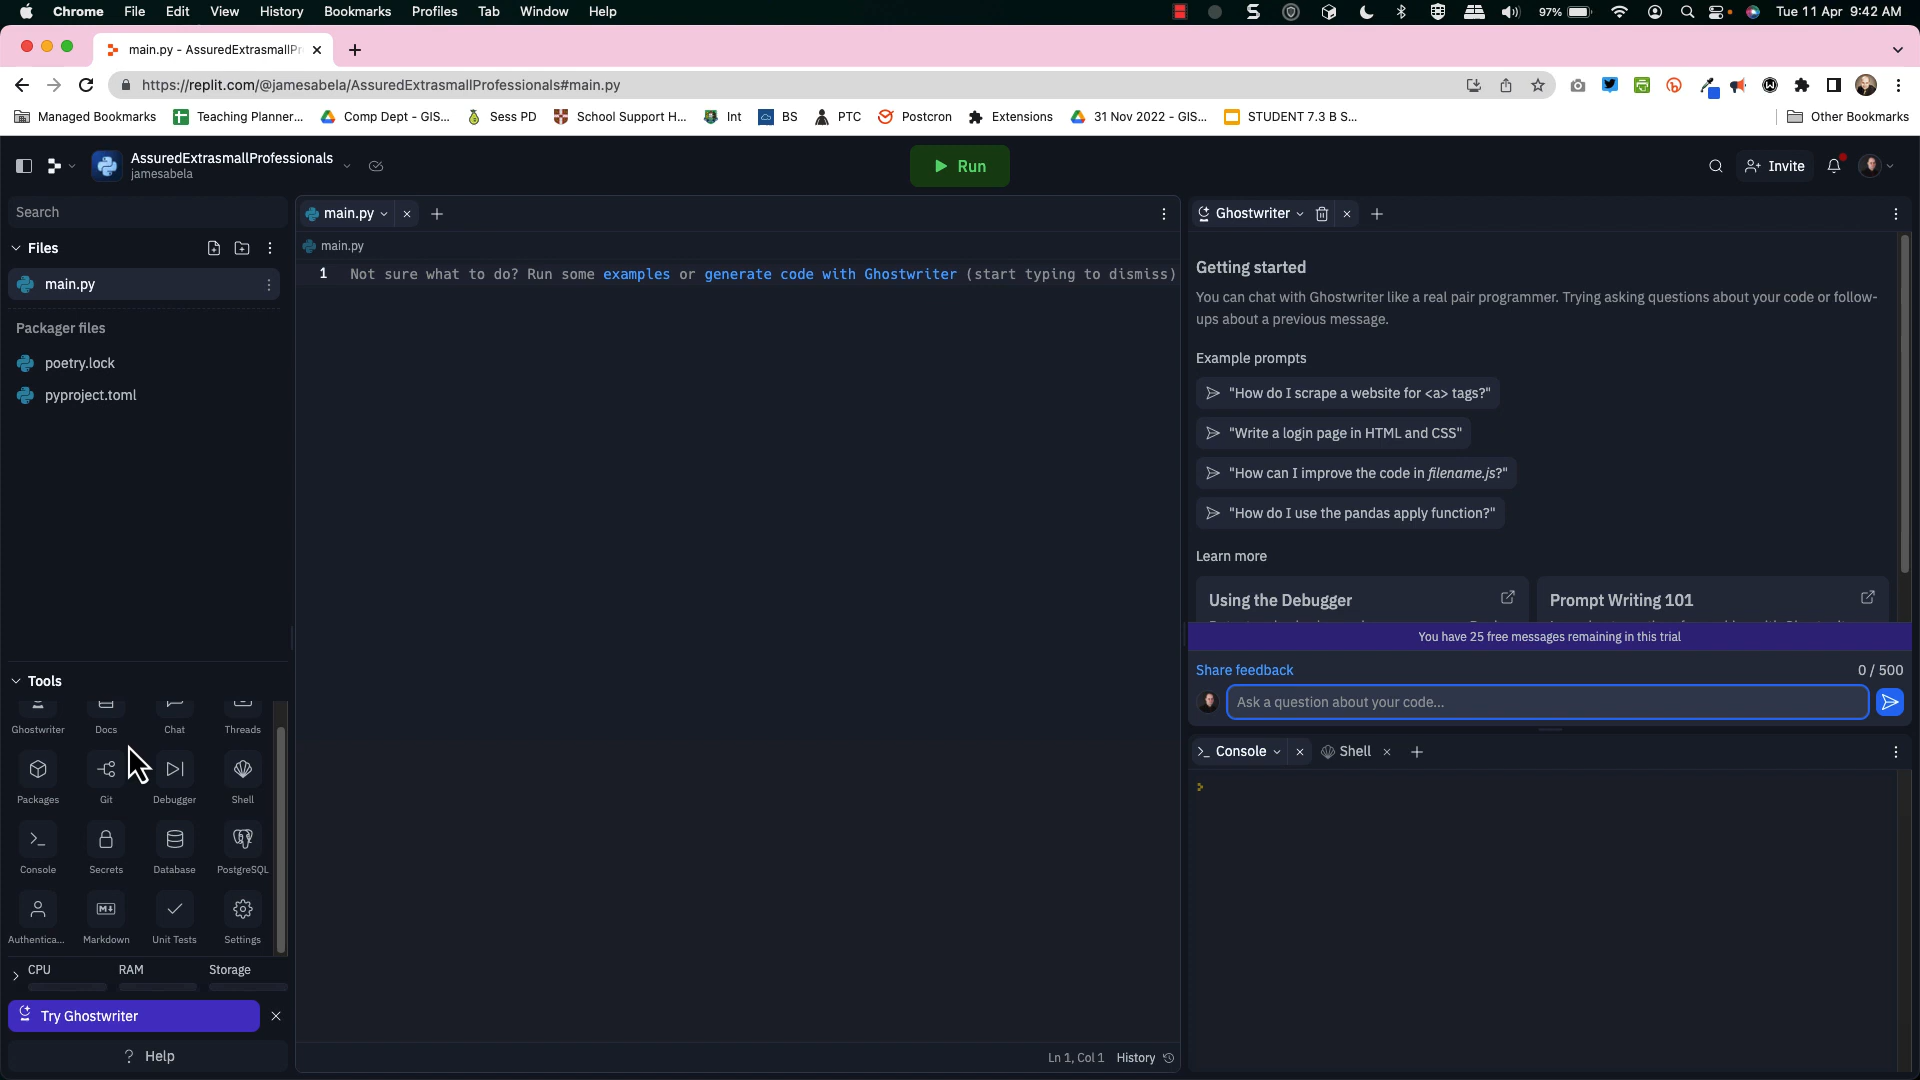 Chrome File Edit View History Bookmarks Profiles Tab Window Help 97% Tue 11 Apr 9:42 AM
main.py - AssuredExtrasmallPr
https://replit.com/@jamesabela/AssuredExtrasmallProfessionals#main.py
Managed Bookmarks Teaching Planner... Comp Dept - GIS... Sess PD School Support H... Int BS PTC Postcron Extensions 31 Nov 2022 - GIS... STUDENT 7.3 B S... Other Bookmarks
AssuredExtrasmallProfessionals
jamesabela
Run
Invite
Search
Files
main.py
Packager files
poetry.lock
pyproject.toml
Tools
Ghostwriter Docs Chat Threads
Packages Git Debugger Shell
Console Secrets Database PostgreSQL
Authentica... Markdown Unit Tests Settings
CPU RAM Storage
Try Ghostwriter
Help
main.py
main.py
1 Not sure what to do? Run some examples or generate code with Ghostwriter (start typing to dismiss)
Ln 1, Col 1 History
Ghostwriter
Getting started
You can chat with Ghostwriter like a real pair programmer. Trying asking questions about your code or follow-
ups about a previous message.
Example prompts
"How do I scrape a website for <a> tags?"
"Write a login page in HTML and CSS"
"How can I improve the code in filename.js?"
"How do I use the pandas apply function?"
Learn more
Using the Debugger Prompt Writing 101
You have 25 free messages remaining in this trial
Share feedback 0 / 500
Ask a question about your code...
Console Shell